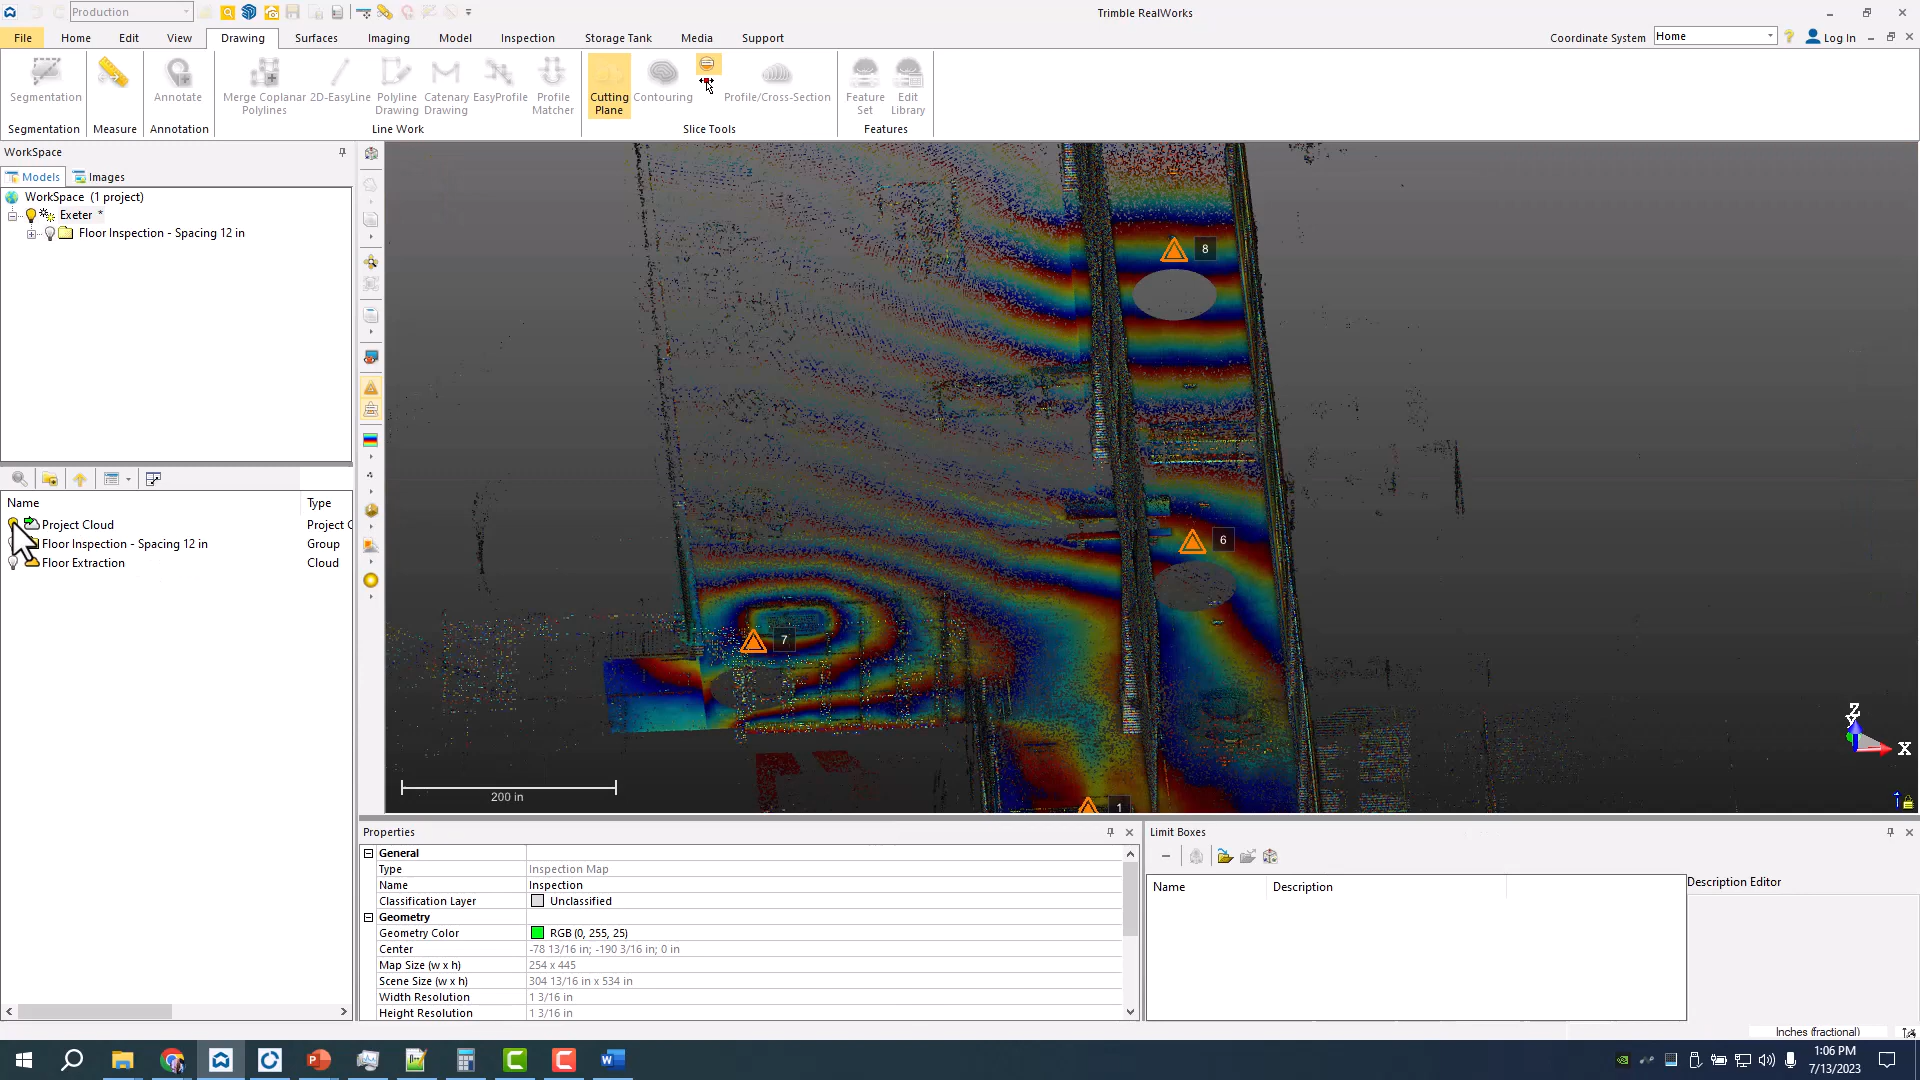 Production
Trimble RealWorks
File
Home
Edit
View
Drawing
Surfaces
Imaging
Model
Inspection
Storage Tank
Media
Support
Coordinate System
Home
Log In
Segmentation
Annotate
Merge Coplanar
Polylines
2D-EasyLine
Polyline
Drawing
Catenary
Drawing
EasyProfile
Profile
Matcher
Cutting
Plane
Contouring
Profile/Cross-Section
Feature
Set
Edit
Library
Segmentation
Measure
Annotation
Line Work
Slice Tools
Features
WorkSpace
Models
Images
WorkSpace (1 project)
Exeter *
Floor Inspection - Spacing 12 in
Name
Type
Project Cloud
Project C
Floor Inspection - Spacing 12 in
Group
Floor Extraction
Cloud
8
6
7
1
200 in
Z
Y
X
Properties
General
Type
Inspection Map
Name
Inspection
Classification Layer
Unclassified
Geometry
Geometry Color
RGB (0, 255, 25)
Center
-78 13/16 in; -190 3/16 in; 0 in
Map Size (w x h)
254 x 445
Scene Size (w x h)
304 13/16 in x 534 in
Width Resolution
1 3/16 in
Height Resolution
1 3/16 in
Limit Boxes
Name
Description
Description Editor
Inches (fractional)
1:06 PM
7/13/2023